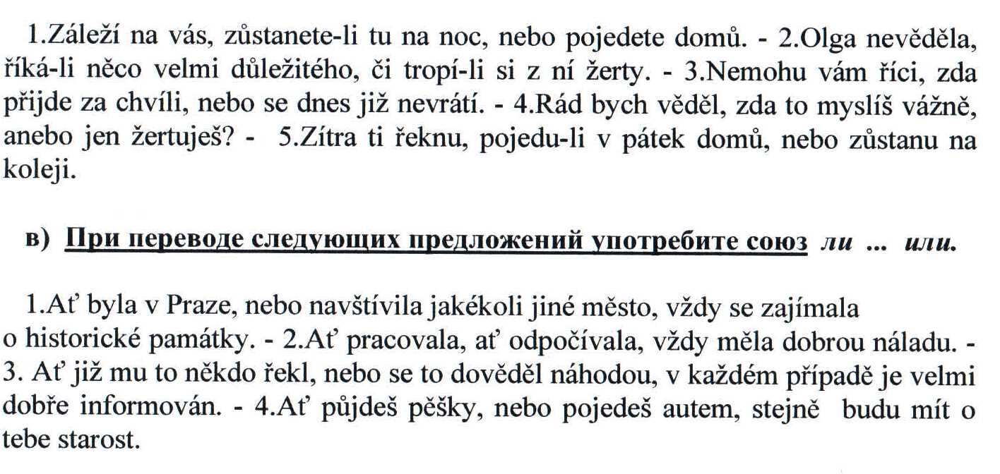 1.Záleží na vás, zůstanete-li tu na noc, nebo pojedete domů. - 2.Olga nevěděla,
říká-li něco velmi důležitého, či tropí-li si z ní žerty. - 3.Nemohu vám říci, zda
přijde za chvíli, nebo se dnes již nevrátí. - 4.Rád bych věděl, zda to myslíš vážně,
anebo jen žertuješ? - 5.Zítra ti řeknu, pojedu-li v pátek domů, nebo zůstanu na
koleji.
в) При переводе следующих предложений употребите союз ли ... или.
1.Ať byla v Praze, nebo navštívila jakékoli jiné město, vždy se zajímala
o historické památky. - 2.Ať pracovala, ať odpočívala, vždy měla dobrou náladu. -
3. Ať již mu to někdo řekl, nebo se to dověděl náhodou, v každém případě je velmi
dobře informován. - 4.Ať půjdeš pěšky, nebo pojedeš autem, stejně budu mít o
tebe starost.